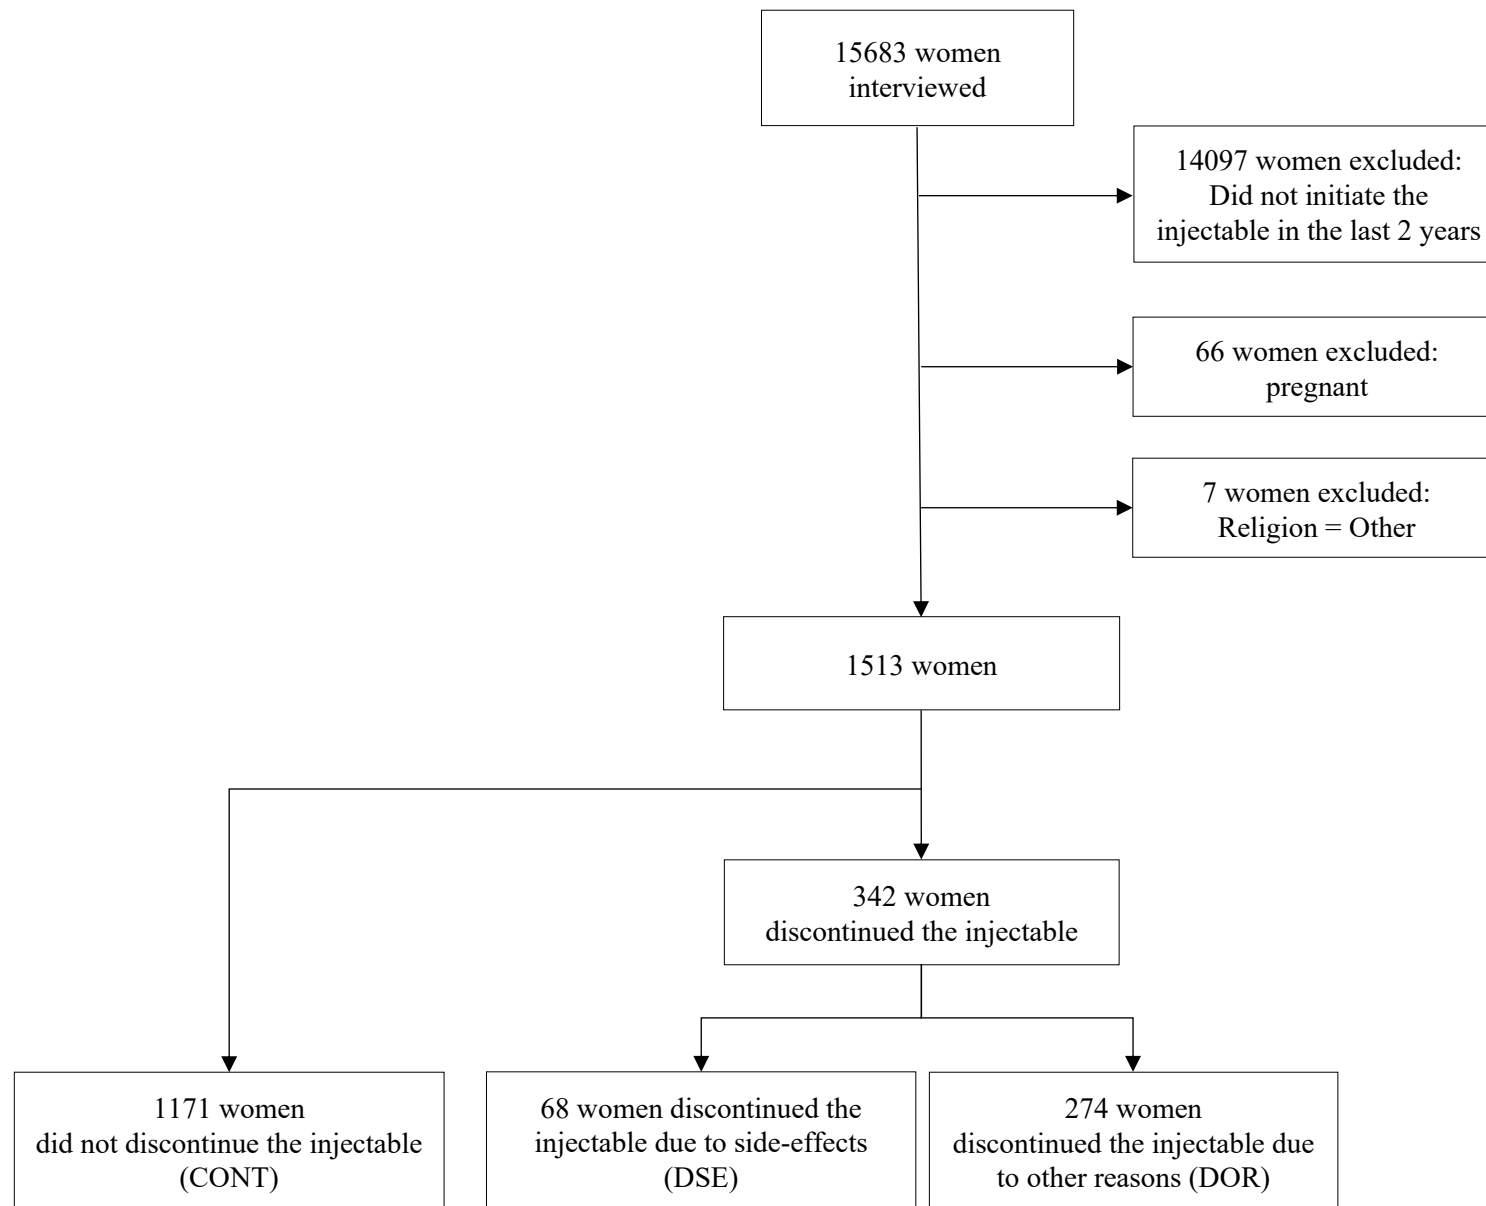 15683 women
interviewed
14097 women excluded:
Did not initiate the
injectable in the last 2 years
66 women excluded:
pregnant
7 women excluded:
Religion = Other
1513 women
342 women
discontinued the injectable
1171 women
did not discontinue the injectable
(CONT)
68 women discontinued the
injectable due to side-effects
(DSE)
274 women
discontinued the injectable due
to other reasons (DOR)